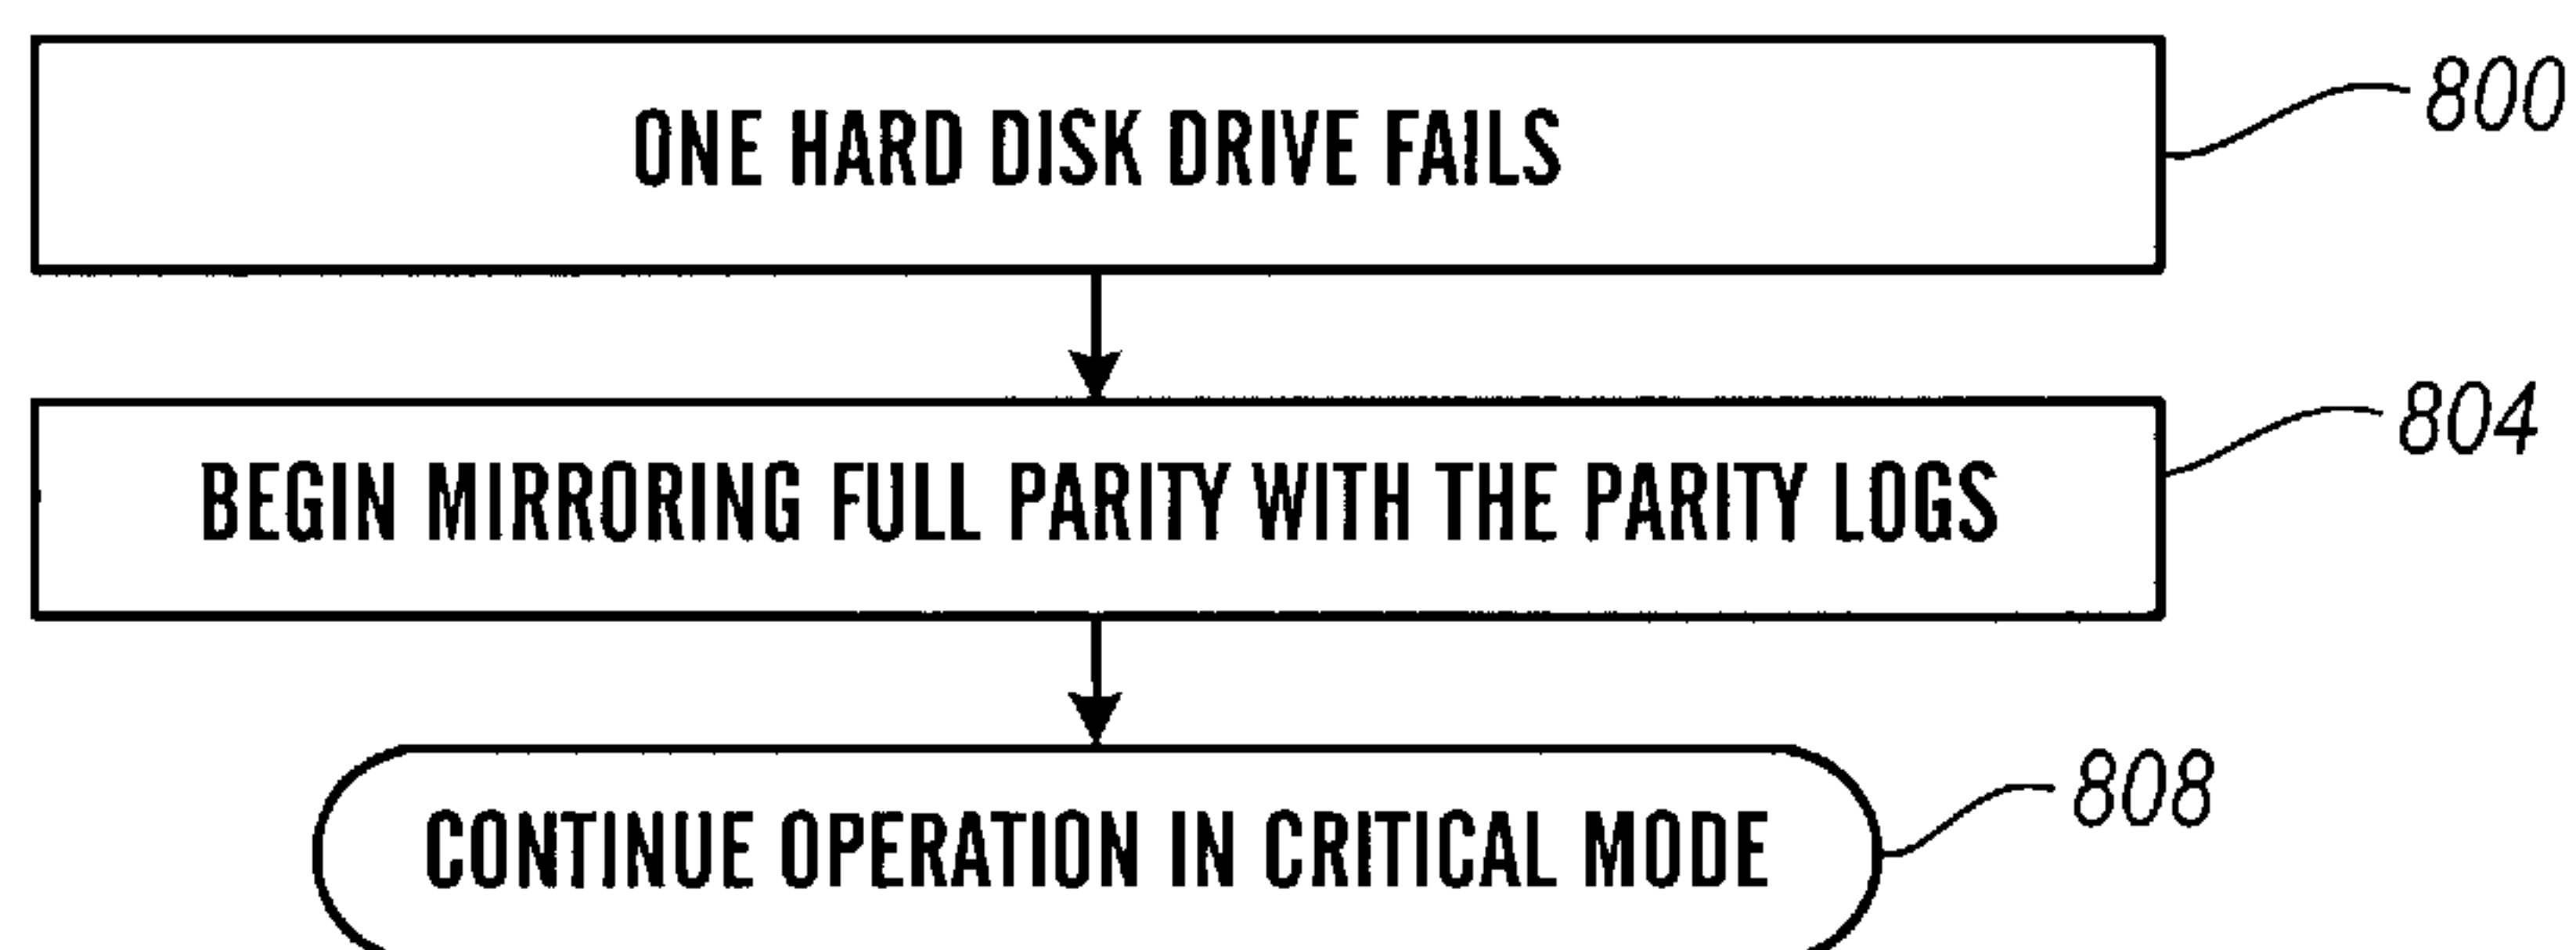 ONE HARD DISK DRIVE FAILS
800
BEGIN MIRRORING FULL PARITY WITH THE PARITY LOGS
804
CONTINUE OPERATION IN CRITICAL MODE
808